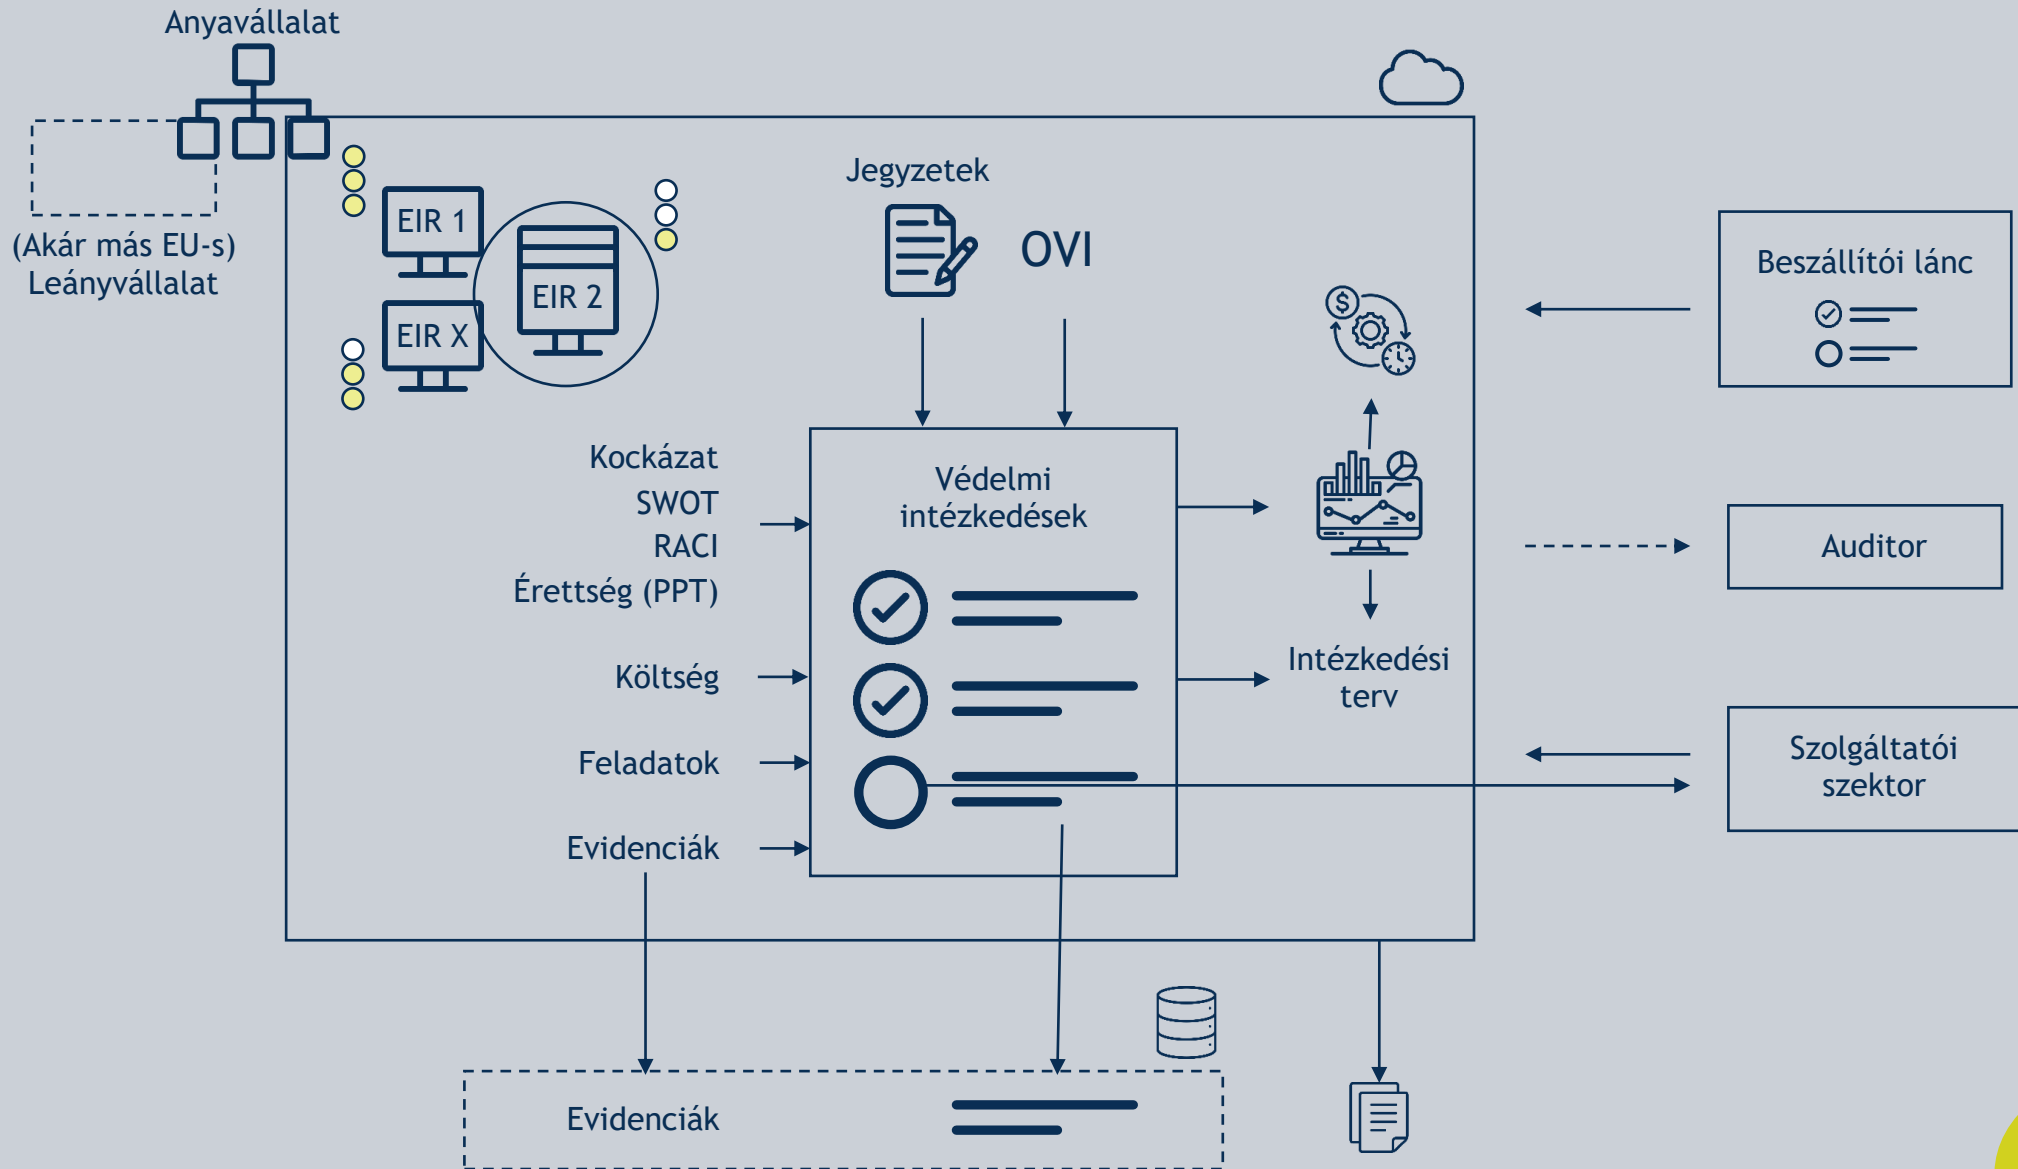 Anyavállalat
(Akár más EU-s)
Leányvállalat
EIR 1
EIR 2
EIR X
Jegyzetek
OVI
Kockázat
SWOT
RACI
Érettség (PPT)
Költség
Feladatok
Evidenciák
Védelmi
intézkedések
$
Intézkedési
terv
Beszállítói lánc
Auditor
Szolgáltatói
szektor
Evidenciák